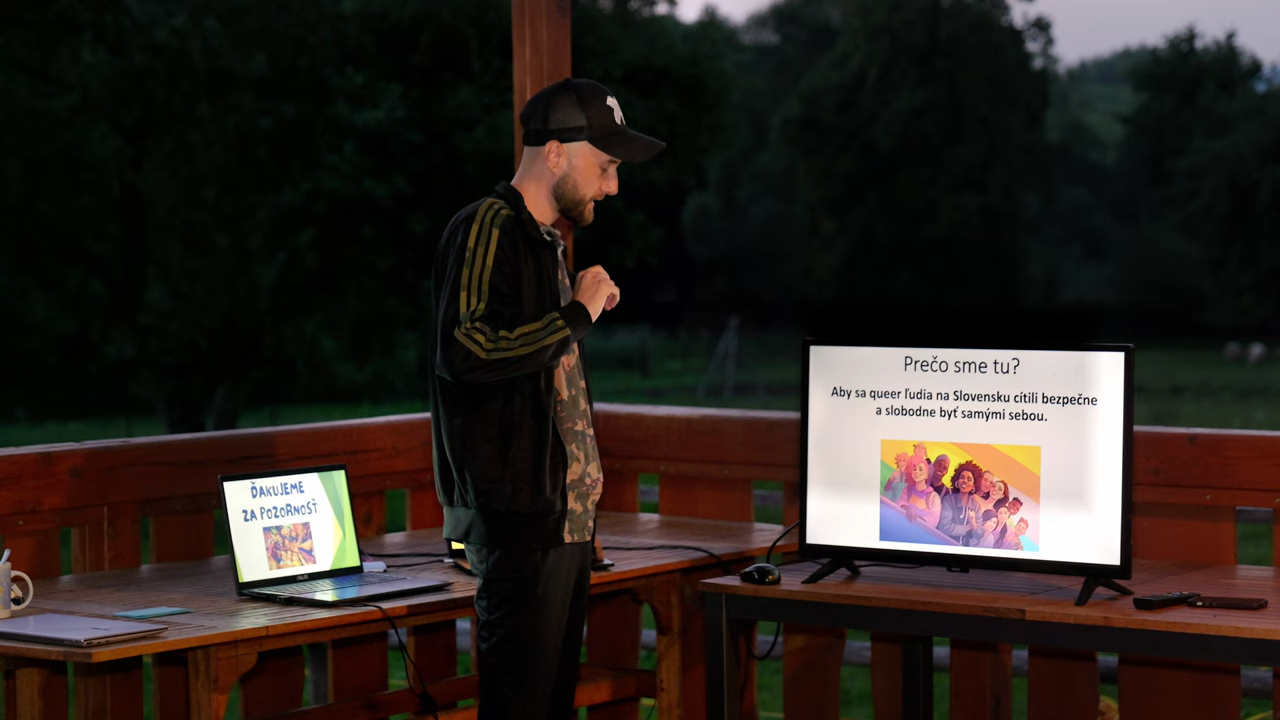 ĎAKUJEME
ZA POZORNOSŤ
Prečo sme tu?
Aby sa queer ľudia na Slovensku cítili bezpečne
a slobodne byť samými sebou.